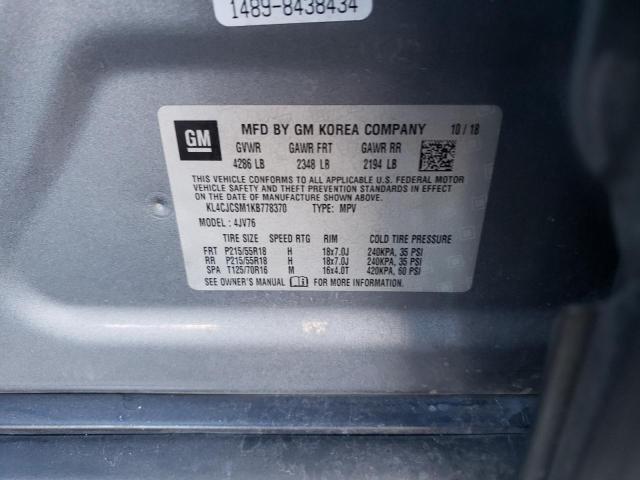 1489-8438434
GM
MFD BY GM KOREA COMPANY 10/18
GVWR GAWR FRT GAWR RR
4286 LB 2348 LB 2194 LB
THIS VEHICLE CONFORMS TO ALL APPLICABLE U.S. FEDERAL MOTOR
VEHICLE SAFETY AND THEFT PREVENTION STANDARDS IN EFFECT
ON THE DATE OF MANUFACTURE SHOWN ABOVE.
KL4CJCSM1KB778370 TYPE: MPV
MODEL: 4JV76
TIRE SIZE SPEED RTG RIM COLD TIRE PRESSURE
FRT P215/55R18 H 18x7.0J 240KPA, 35 PSI
RR P215/55R18 H 18x7.0J 240KPA, 35 PSI
SPA T125/70R16 M 16x4.0T 420KPA, 60 PSI
SEE OWNER'S MANUAL FOR MORE INFORMATION.